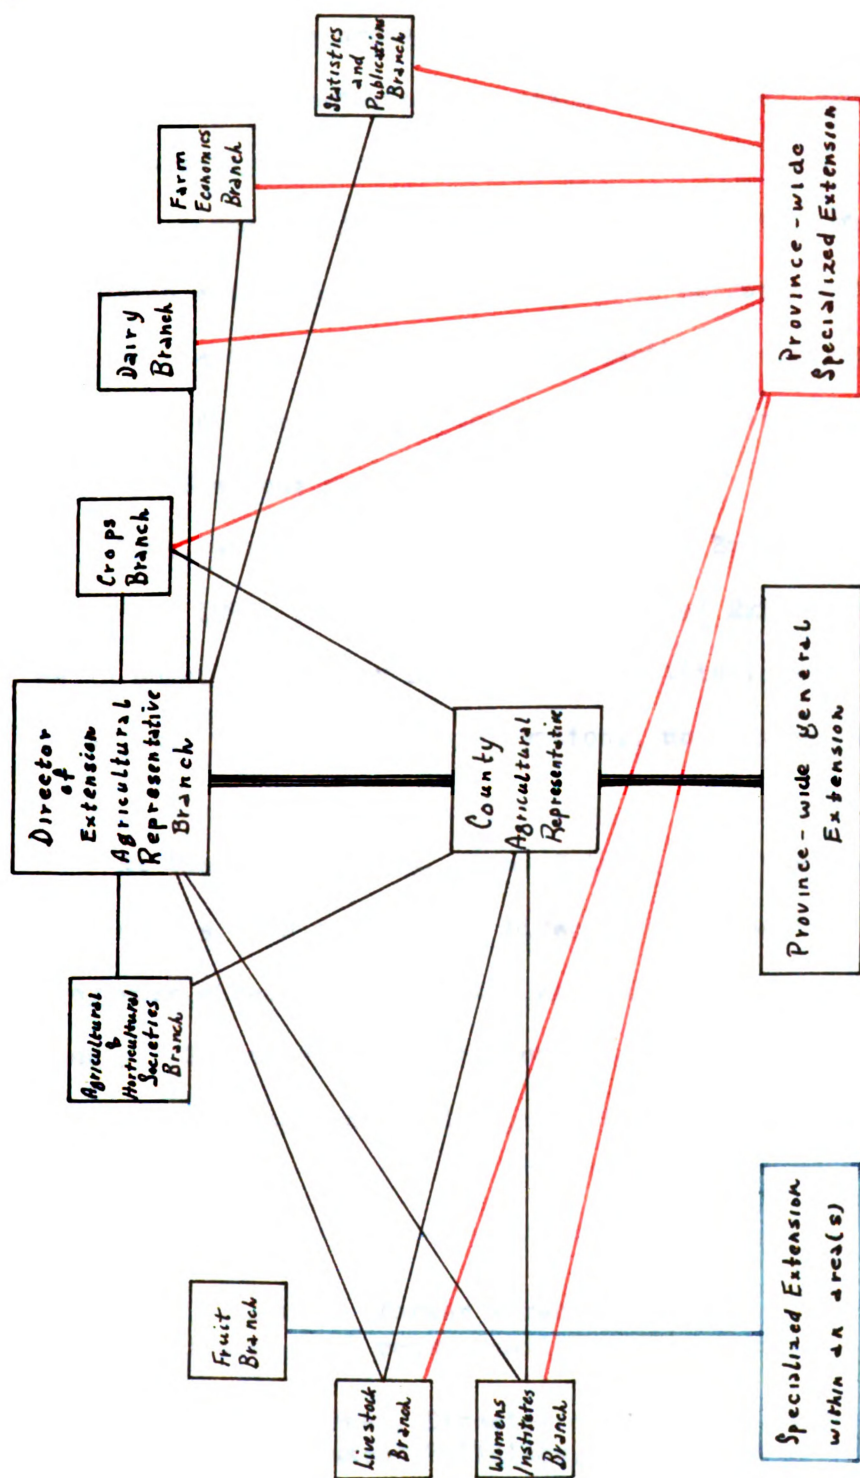 Director
of
Extension
Agricultural
Representative
Branch
Agricultural
&
Horticultural
Societies
Branch
Crops
Branch
Dairy
Branch
Farm
Economics
Branch
Statistics
and
Publications
Branch
Fruit
Branch
Livestock
Branch
Womens
Institutes
Branch
County
Agricultural
Representative
Specialized Extension
within an area(s)
Province-wide general
Extension
Province-wide
Specialized Extension